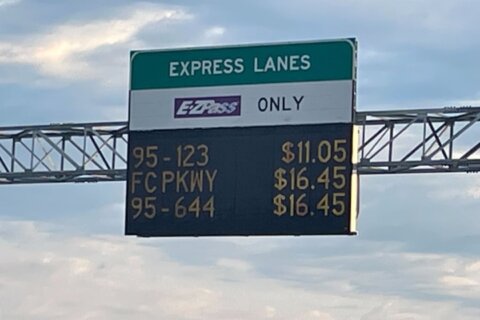 EXPRESS LANES
E-ZPass ONLY
95-123 $11.05
FC PKWY $16.45
95-644 $16.45